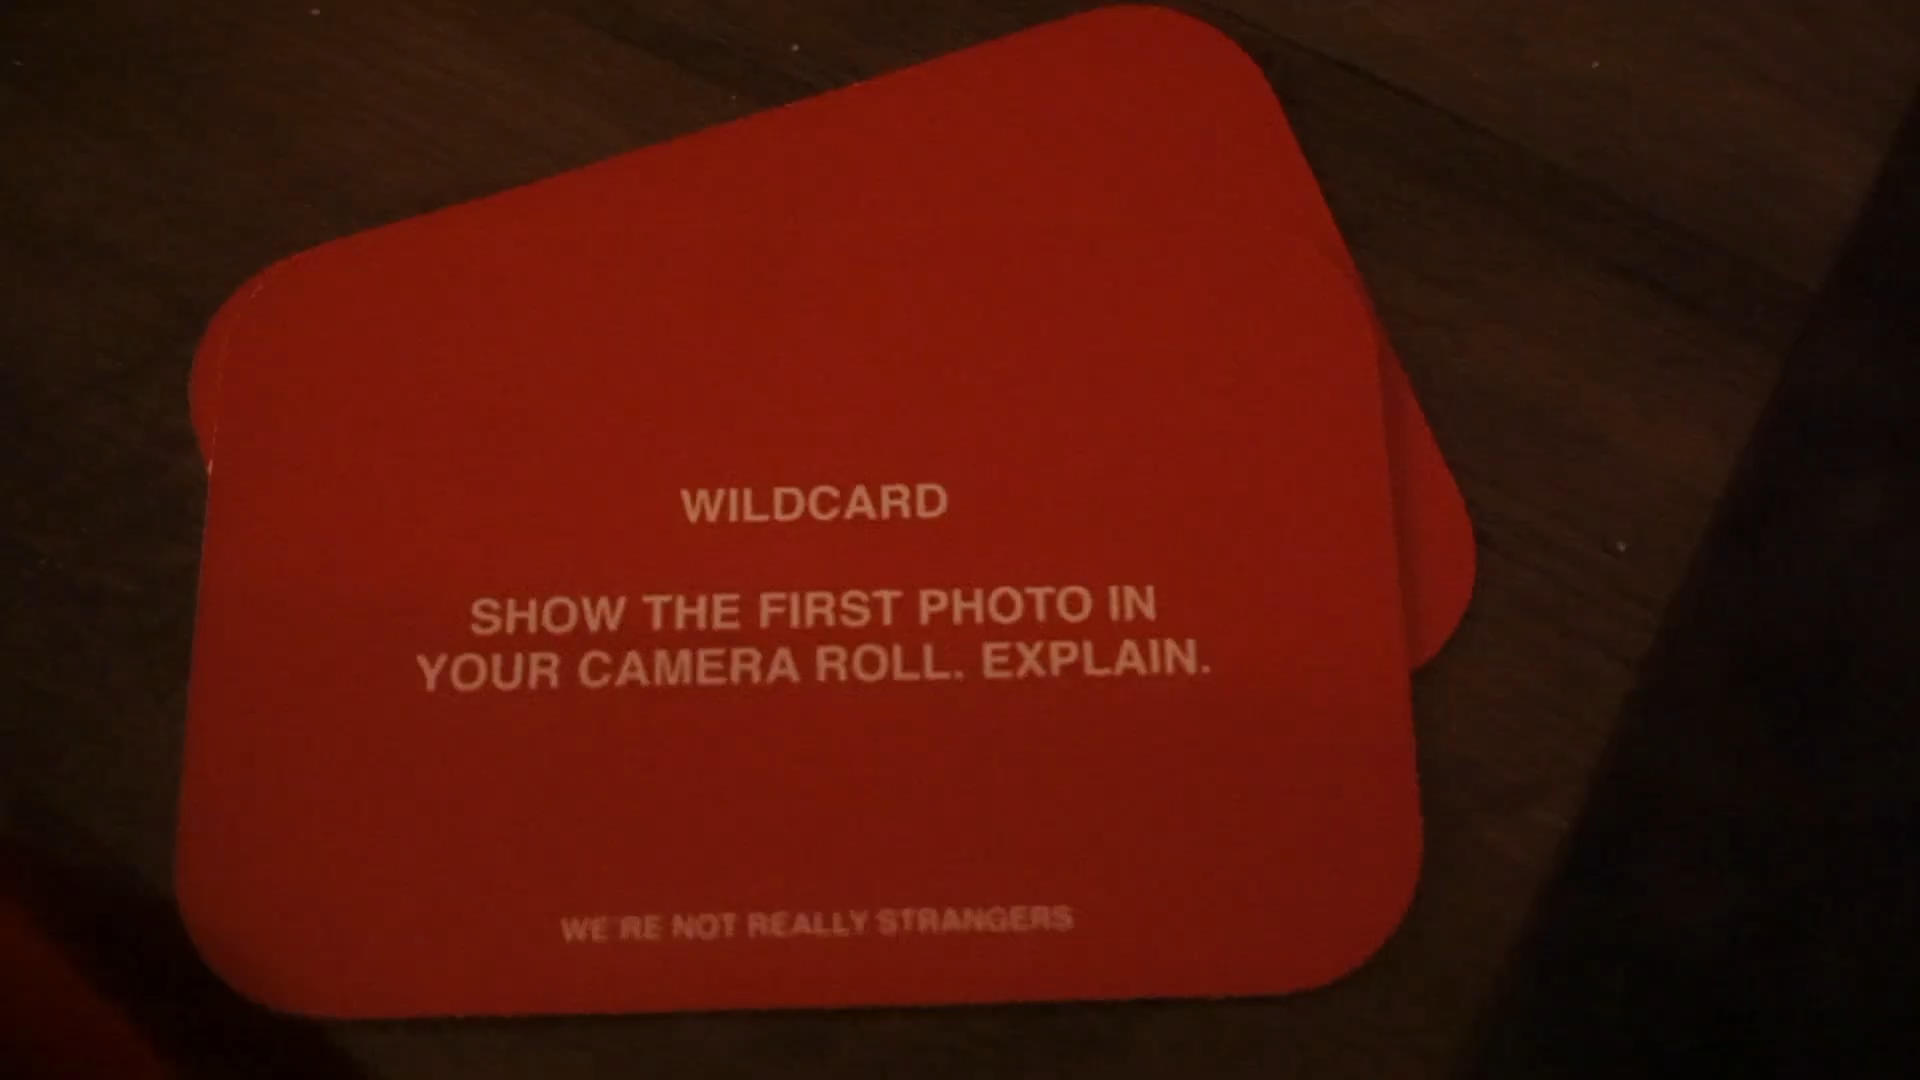 WILDCARD
SHOW THE FIRST PHOTO IN
YOUR CAMERA ROLL. EXPLAIN.
WE'RE NOT REALLY STRANGERS